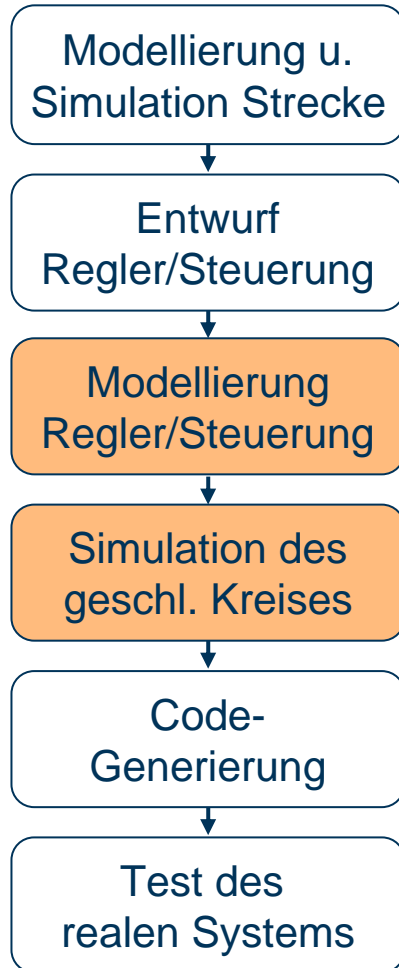 Modellierung u.
Simulation Strecke
Entwurf
Regler/Steuerung
Modellierung
Regler/Steuerung
Simulation des
geschl. Kreises
Code-
Generierung
Test des
realen Systems